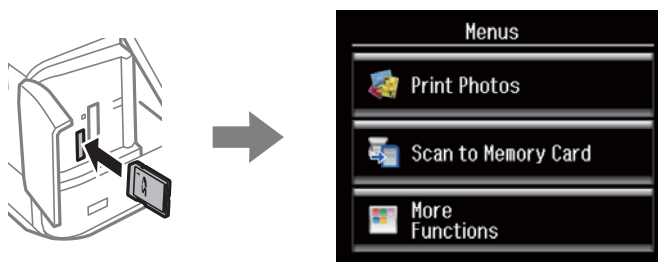 Menus
Print Photos
Scan to Memory Card
More
Functions